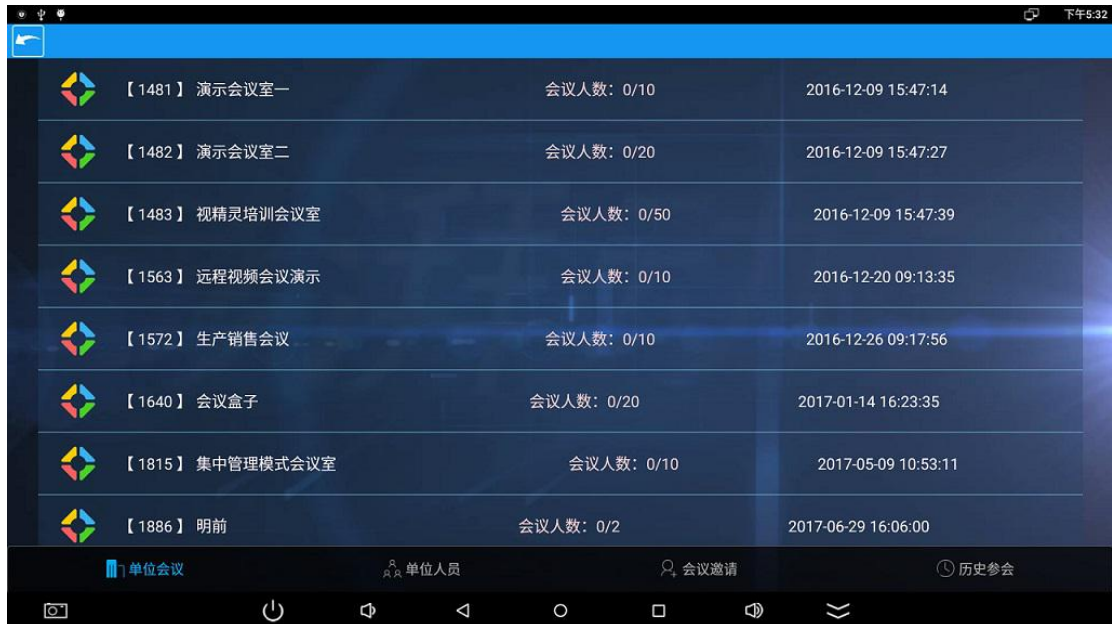 下午5:32
【 1481 】 演示会议室一 会议人数：0/10 2016-12-09 15:47:14
【 1482 】 演示会议室二 会议人数：0/20 2016-12-09 15:47:27
【 1483 】 视精灵培训会议室 会议人数：0/50 2016-12-09 15:47:39
【 1563 】 远程视频会议演示 会议人数：0/10 2016-12-20 09:13:35
【 1572 】 生产销售会议 会议人数：0/10 2016-12-26 09:17:56
【 1640 】 会议盒子 会议人数：0/20 2017-01-14 16:23:35
【 1815 】 集中管理模式会议室 会议人数：0/10 2017-05-09 10:53:11
【 1886 】 明前 会议人数：0/2 2017-06-29 16:06:00
单位会议 单位人员 会议邀请 历史参会